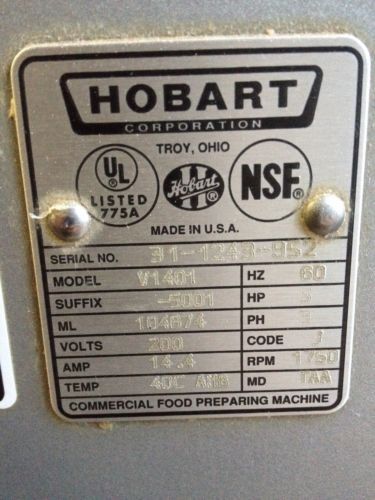 HOBART
CORPORATION
TROY, OHIO
UL
LISTED
775A
Hobart
H
NSF
MADE IN U.S.A.
SERIAL NO. 31-1249-952
MODEL V1401 HZ 60
SUFFIX -5001 HP 5
ML 104874 PH 3
VOLTS 200 CODE J
AMP 14.4 RPM 1750
TEMP 40C AMB MD TAA
COMMERCIAL FOOD PREPARING MACHINE